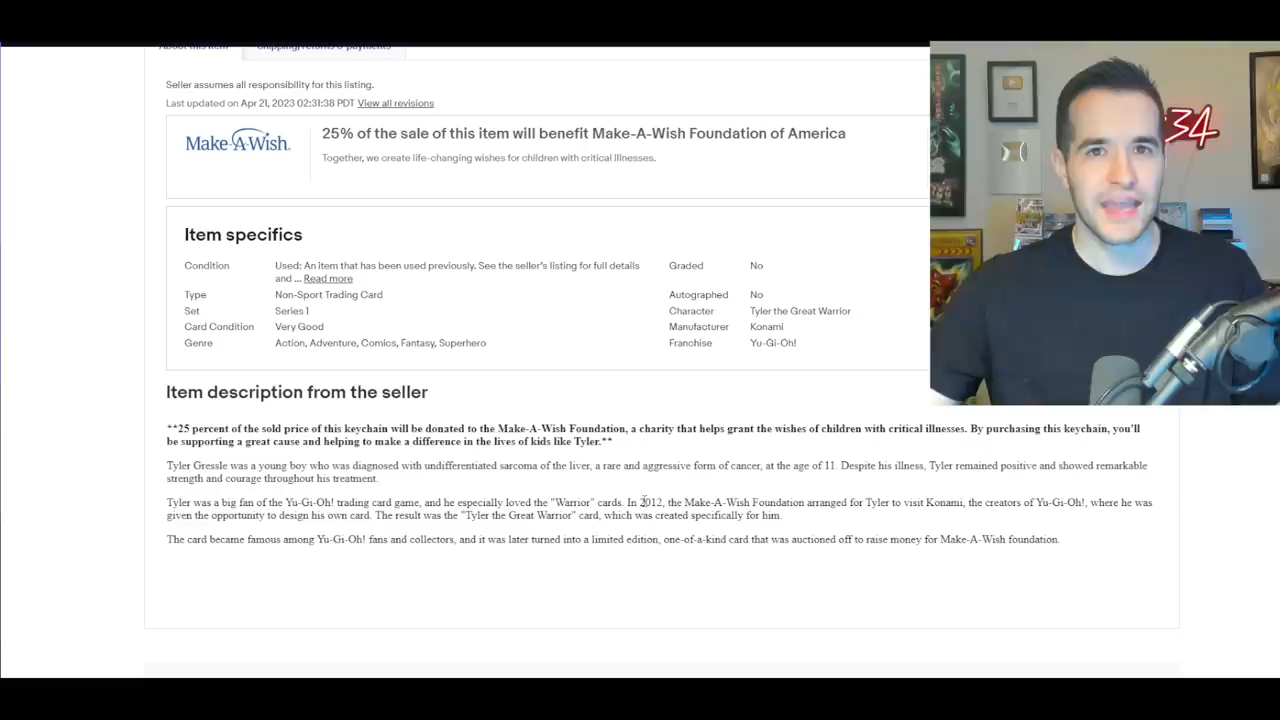 About this item
Shipping, returns & payments
Seller assumes all responsibility for this listing.
Last updated on Apr 21, 2023 02:31:38 PDT View all revisions
Make-A-Wish.
25% of the sale of this item will benefit Make-A-Wish Foundation of America
Together, we create life-changing wishes for children with critical illnesses.
Item specifics
Condition
Used: An item that has been used previously. See the seller's listing for full details
and ... Read more
Graded
No
Type
Non-Sport Trading Card
Autographed
No
Set
Series 1
Character
Tyler the Great Warrior
Card Condition
Very Good
Manufacturer
Konami
Genre
Action, Adventure, Comics, Fantasy, Superhero
Franchise
Yu-Gi-Oh!
Item description from the seller
**25 percent of the sold price of this keychain will be donated to the Make-A-Wish Foundation, a charity that helps grant the wishes of children with critical illnesses. By purchasing this keychain, you'll
be supporting a great cause and helping to make a difference in the lives of kids like Tyler.**
Tyler Gressle was a young boy who was diagnosed with undifferentiated sarcoma of the liver, a rare and aggressive form of cancer, at the age of 11. Despite his illness, Tyler remained positive and showed remarkable
strength and courage throughout his treatment.
Tyler was a big fan of the Yu-Gi-Oh! trading card game, and he especially loved the "Warrior" cards. In 2012, the Make-A-Wish Foundation arranged for Tyler to visit Konami, the creators of Yu-Gi-Oh!, where he was
given the opportunity to design his own card. The result was the "Tyler the Great Warrior" card, which was created specifically for him.
The card became famous among Yu-Gi-Oh! fans and collectors, and it was later turned into a limited edition, one-of-a-kind card that was auctioned off to raise money for Make-A-Wish foundation.
34